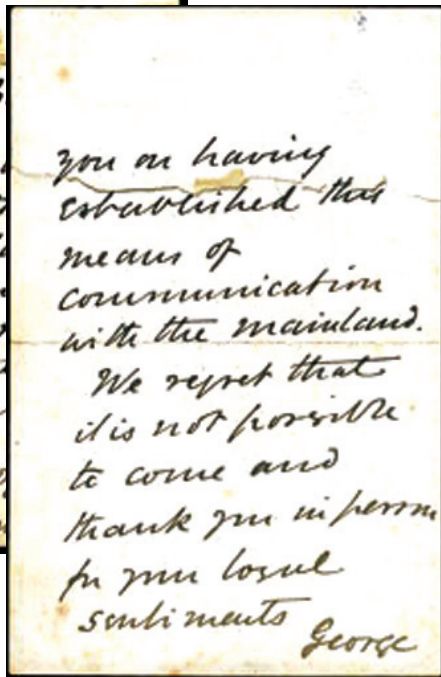 you on having
established this
means of
communication
with the mainland.
We regret that
it is not possible
to come and
thank you in person
for your loyal
sentiments
George